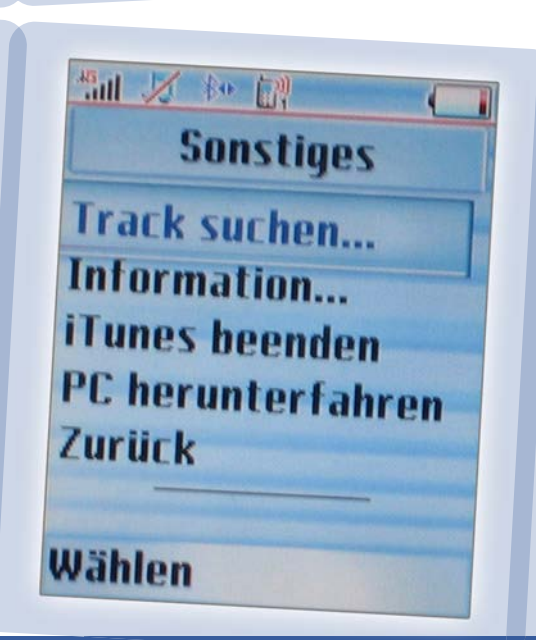 Sonstiges
Track suchen...
Information...
iTunes beenden
PC herunterfahren
Zurück
Wählen